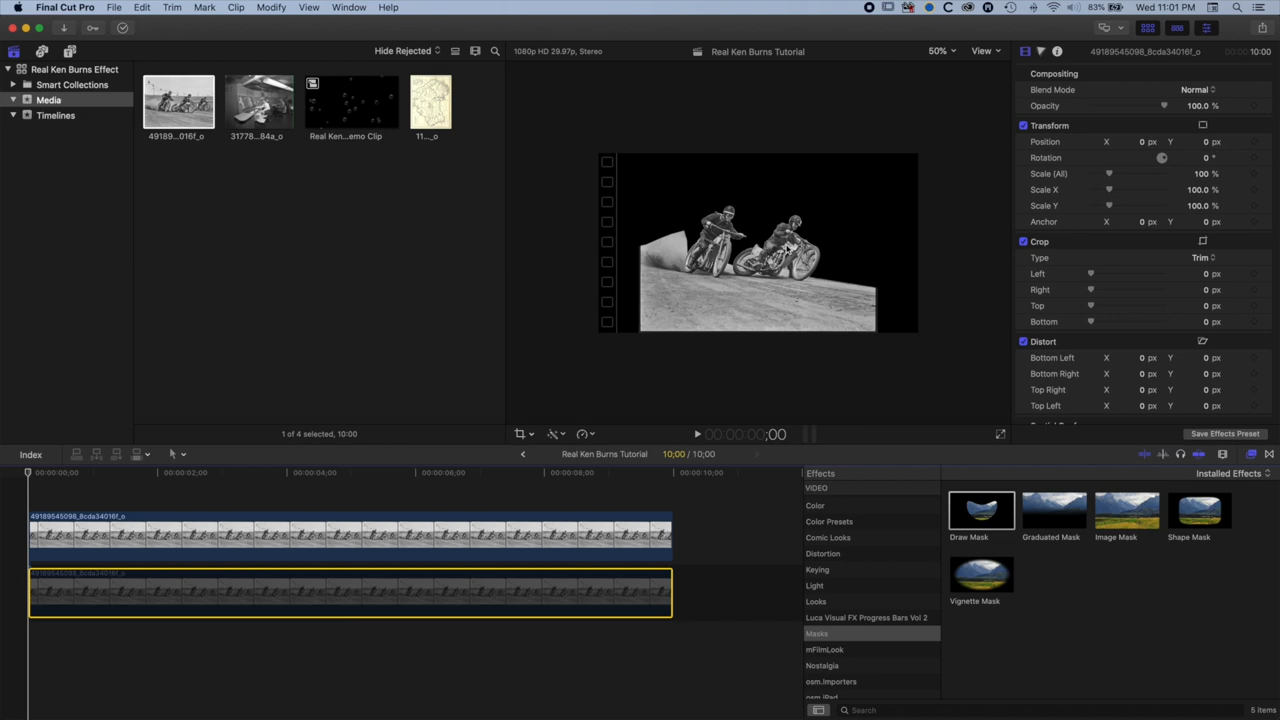 Final Cut Pro File Edit Trim Mark Clip Modify View Window Help 83% Wed 11:01 PM
Hide Rejected 1080p HD 29.97p, Stereo Real Ken Burns Tutorial 50% View 49189545098_8cda34016f_o 10:00
Real Ken Burns Effect
Smart Collections
Media
Timelines
49189...016f_o 31778...84a_o Real Ken...emo Clip 11..._o
Compositing
Blend Mode Normal
Opacity 100.0 %
Transform
Position X 0 px Y 0 px
Rotation 0 °
Scale (All) 100 %
Scale X 100.0 %
Scale Y 100.0 %
Anchor X 0 px Y 0 px
Crop
Type Trim
Left 0 px
Right 0 px
Top 0 px
Bottom 0 px
Distort
Bottom Left X 0 px Y 0 px
Bottom Right X 0 px Y 0 px
Top Right X 0 px Y 0 px
Top Left X 0 px Y 0 px
1 of 4 selected, 10:00 00:00:00;00 Save Effects Preset
Index Real Ken Burns Tutorial 10;00 / 10;00 Installed Effects
00:00:00;00 00:00:02;00 00:00:04;00 00:00:06;00 00:00:08;00 00:00:10;00
49189545098_8cda34016f_o
49189545098_8cda34016f_o
Effects
VIDEO
Color
Color Presets
Comic Looks
Distortion
Keying
Light
Looks
Luca Visual FX Progress Bars Vol 2
Masks
mFilmLook
Nostalgia
osm.Importers
osm.iPad
Draw Mask Graduated Mask Image Mask Shape Mask
Vignette Mask
Search 5 items